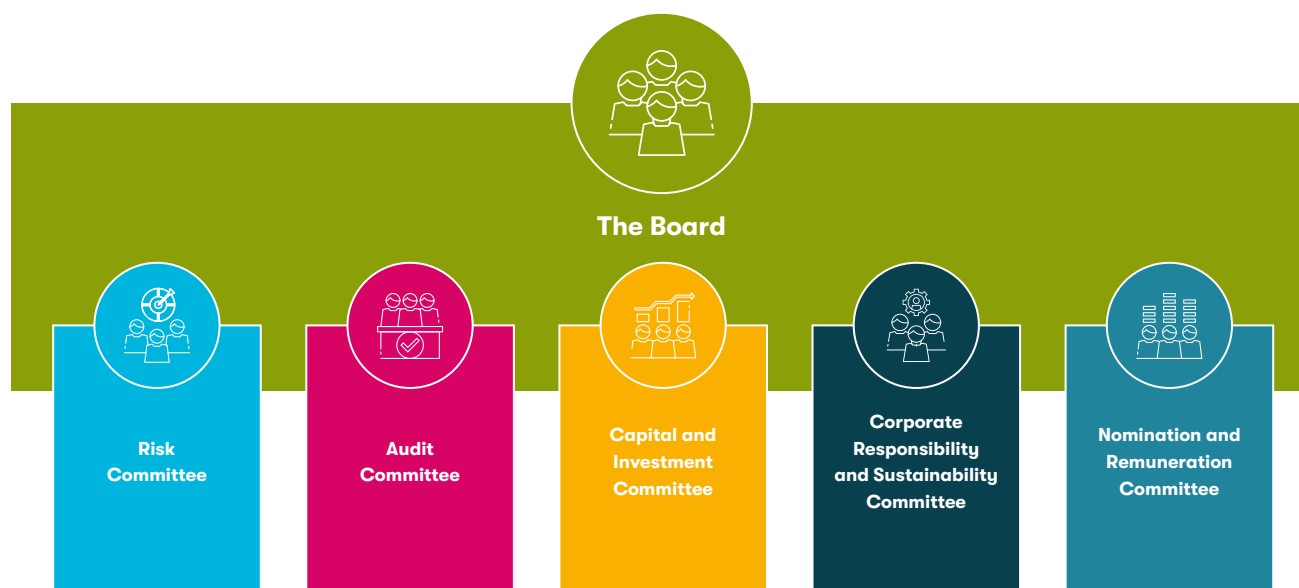 The Board
Risk
Committee
Audit
Committee
Capital and
Investment
Committee
Corporate
Responsibility
and Sustainability
Committee
Nomination and
Remuneration
Committee